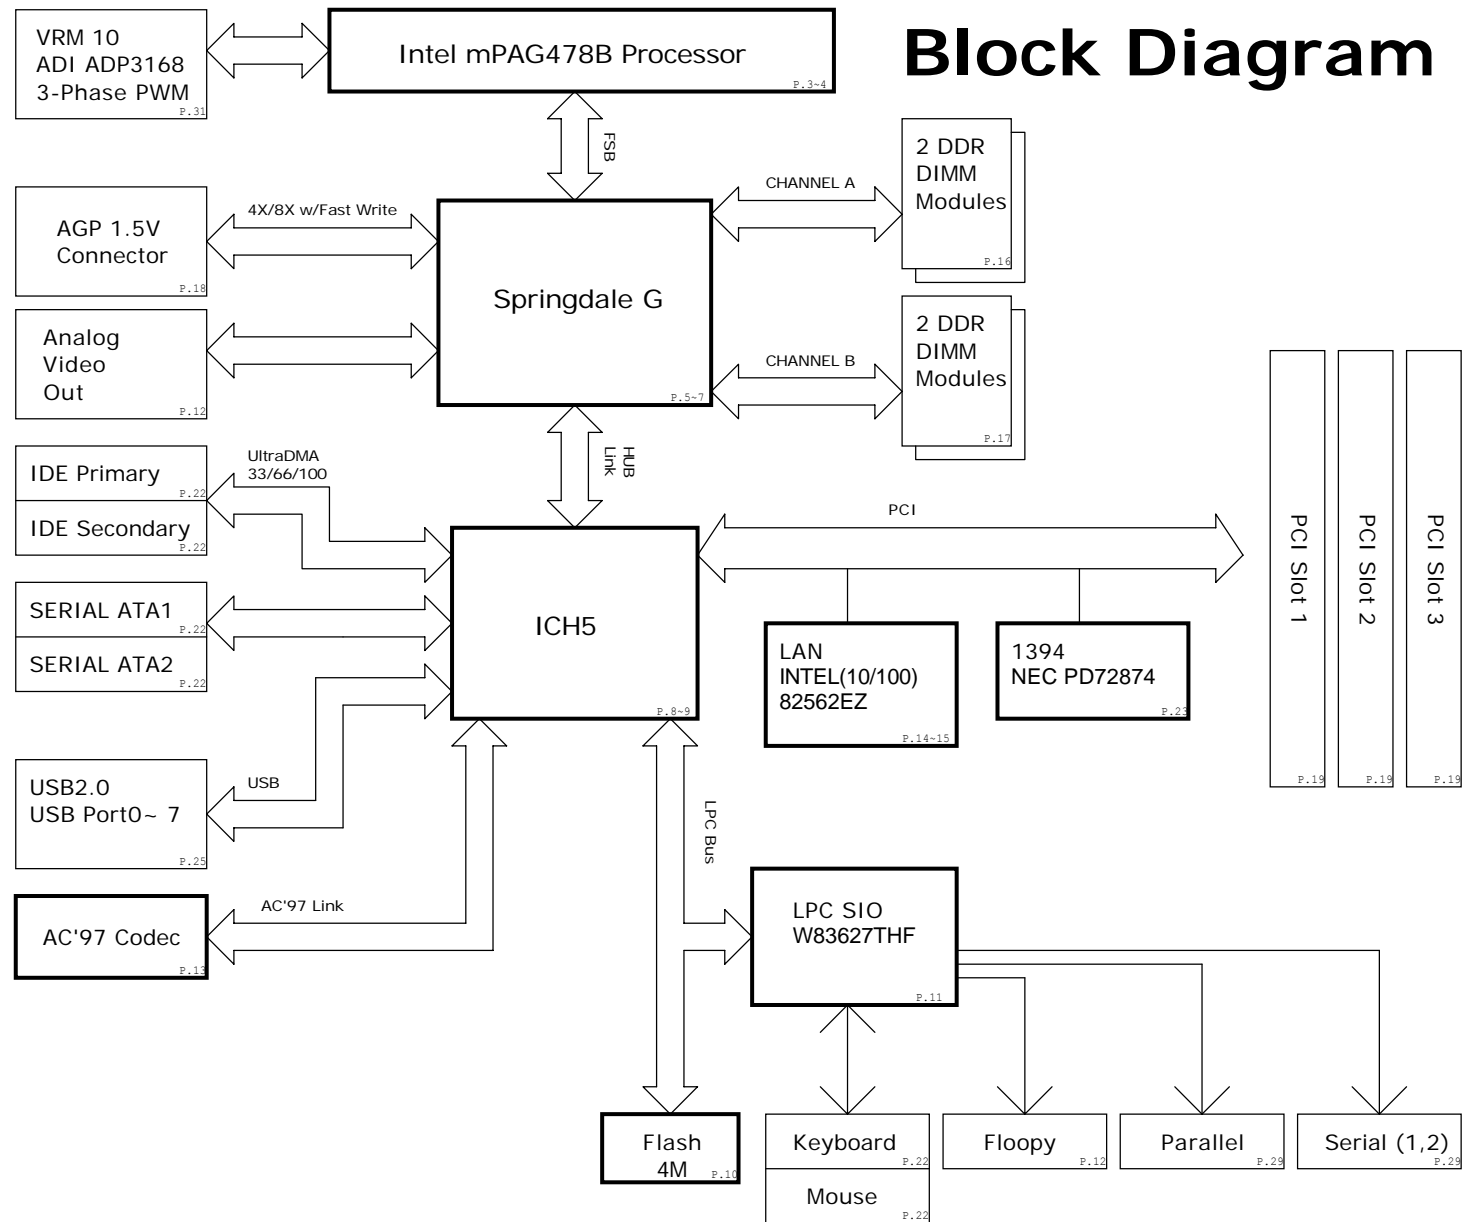 Block Diagram
VRM 10
ADI ADP3168
3-Phase PWM
P.31
Intel mPAG478B Processor
P.3~4
FSB
AGP 1.5V
Connector
P.18
4X/8X w/Fast Write
Springdale G
P.5~7
CHANNEL A
2 DDR
DIMM
Modules
P.16
Analog
Video
Out
P.12
CHANNEL B
2 DDR
DIMM
Modules
P.17
HUB
Link
IDE Primary
P.22
IDE Secondary
P.22
UltraDMA
33/66/100
SERIAL ATA1
P.22
SERIAL ATA2
P.22
ICH5
P.8~9
PCI
PCI Slot 1
P.19
PCI Slot 2
P.19
PCI Slot 3
P.19
LAN
INTEL(10/100)
82562EZ
P.14~15
1394
NEC PD72874
P.23
USB2.0
USB Port0~ 7
P.25
USB
LPC Bus
AC'97 Codec
P.13
AC'97 Link
LPC SIO
W83627THF
P.11
Flash
4M
P.10
Keyboard
P.22
Mouse
P.22
Floopy
P.12
Parallel
P.29
Serial (1,2)
P.29